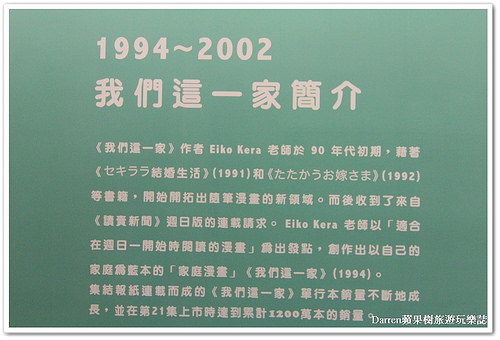 1994~2002
我們這一家簡介
《我們這一家》作者 Eiko Kera 老師於 90 年代初期，藉著
《セキララ結婚生活》(1991)和《たたかうお嫁さま》(1992)
等書籍，開始開拓出隨筆漫畫的新領域。而後收到了來自
《讀賣新聞》週日版的連載請求。 Eiko Kera 老師以「適合
在週日一開始時閱讀的漫畫」為出發點，創作出以自己的
家庭為藍本的「家庭漫畫」《我們這一家》(1994)。
集結報紙連載而成的《我們這一家》單行本銷量不斷地成
長，並在第21集上市時達到累計1200萬本的銷量。
Darren蘋果樹旅遊玩樂誌